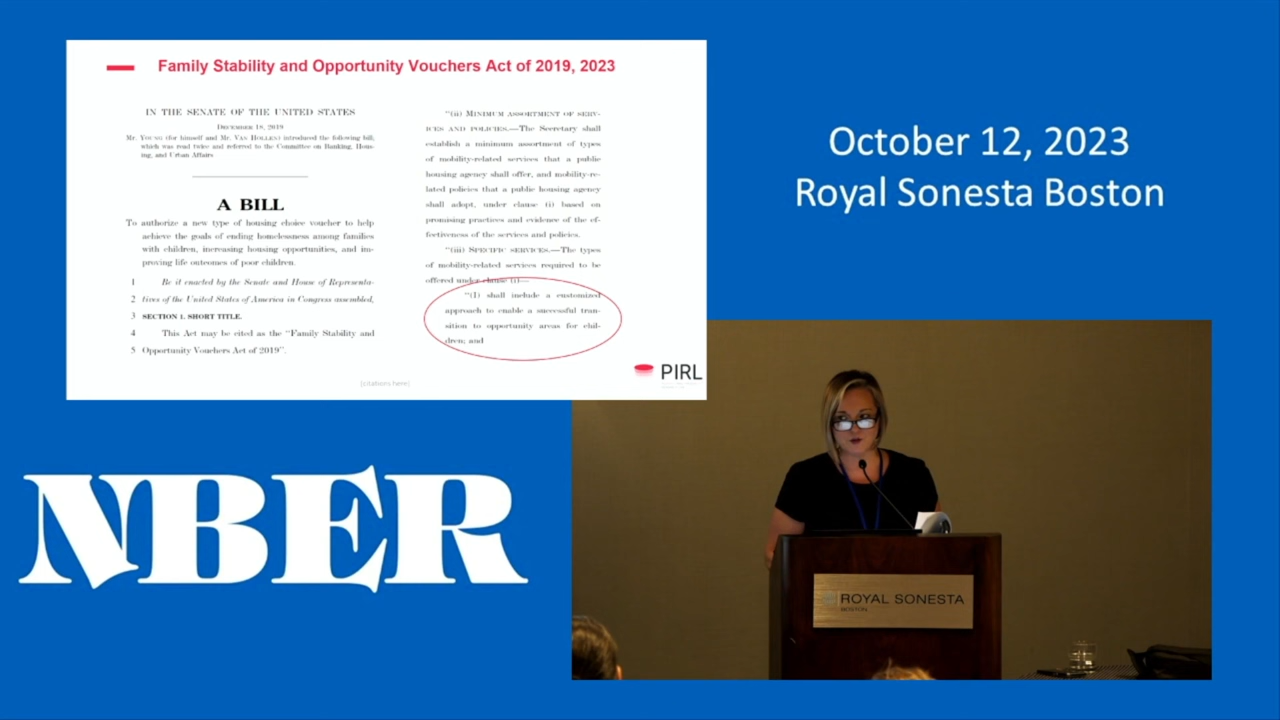 Family Stability and Opportunity Vouchers Act of 2019, 2023
IN THE SENATE OF THE UNITED STATES
DECEMBER 18, 2019
Mr. YOUNG (for himself and Mr. VAN HOLLEN) introduced the following bill;
which was read twice and referred to the Committee on Banking, Hous-
ing, and Urban Affairs
A BILL
To authorize a new type of housing choice voucher to help
achieve the goals of ending homelessness among families
with children, increasing housing opportunities, and im-
proving life outcomes of poor children.
1 Be it enacted by the Senate and House of Representa-
2 tives of the United States of America in Congress assembled,
3 SECTION 1. SHORT TITLE.
4 This Act may be cited as the “Family Stability and
5 Opportunity Vouchers Act of 2019”.
“(ii) MINIMUM ASSORTMENT OF SERV-
ICES AND POLICIES.—The Secretary shall
establish a minimum assortment of types
of mobility-related services that a public
housing agency shall offer, and mobility-re-
lated policies that a public housing agency
shall adopt, under clause (i) based on
promising practices and evidence of the ef-
fectiveness of the services and policies.
“(iii) SPECIFIC SERVICES.—The types
of mobility-related services required to be
offered under clause (i)—
“(I) shall include a customized
approach to enable a successful tran-
sition to opportunity areas for chil-
dren; and
[citations here]
PIRL
October 12, 2023
Royal Sonesta Boston
NBER
ROYAL SONESTA
BOSTON